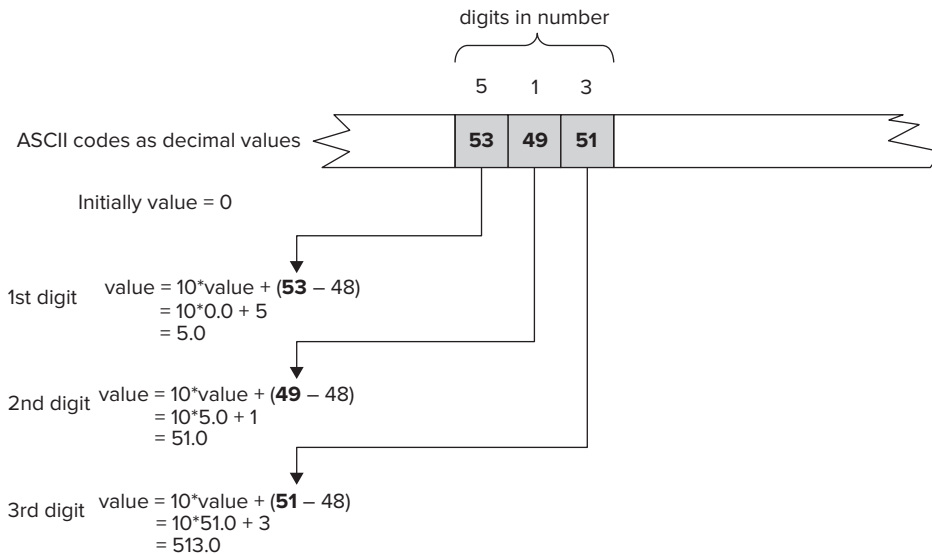 digits in number
5 1 3
ASCII codes as decimal values 53 49 51
Initially value = 0
1st digit value = 10*value + (53 – 48)
= 10*0.0 + 5
= 5.0
2nd digit value = 10*value + (49 – 48)
= 10*5.0 + 1
= 51.0
3rd digit value = 10*value + (51 – 48)
= 10*51.0 + 3
= 513.0